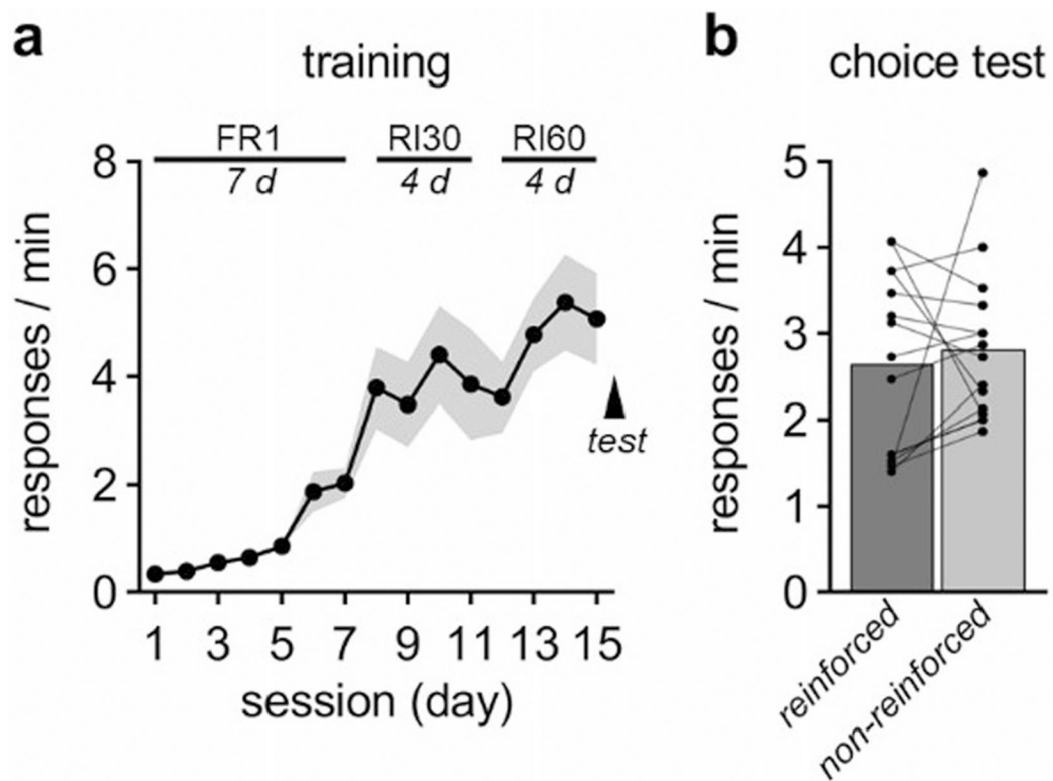 a
training
FR1 RI30 RI60
7 d 4 d 4 d
responses / min
8
6
4
2
0
test
1 3 5 7 9 11 13 15
session (day)
b
choice test
responses / min
5
4
3
2
1
0
reinforced
non-reinforced